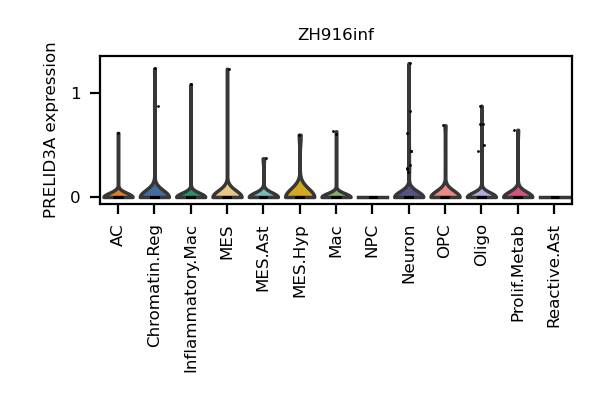 ZH916inf
PRELID3A expression
1
0
AC
Chromatin.Reg
Inflammatory.Mac
MES
MES.Ast
MES.Hyp
Mac
NPC
Neuron
OPC
Oligo
Prolif.Metab
Reactive.Ast